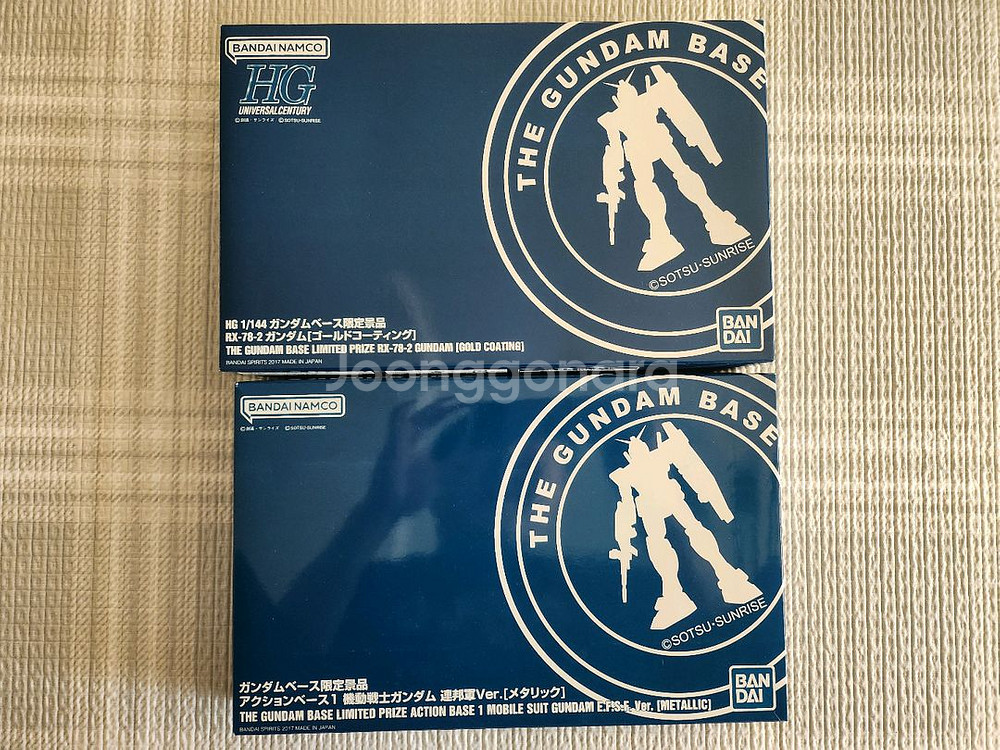 BANDAI NAMCO
HG
UNIVERSAL CENTURY
©創通・サンライズ ©SOTSU・SUNRISE
THE GUNDAM BASE
©SOTSU・SUNRISE
HG 1/144 ガンダムベース限定景品
RX-78-2 ガンダム[ゴールドコーティング]
THE GUNDAM BASE LIMITED PRIZE RX-78-2 GUNDAM [GOLD COATING]
BANDAI SPIRITS 2017 MADE IN JAPAN
BAN
DAI
Joonggonara
BANDAI NAMCO
©創通・サンライズ ©SOTSU・SUNRISE
THE GUNDAM BASE
©SOTSU・SUNRISE
ガンダムベース限定景品
アクションベース1 機動戦士ガンダム 連邦軍Ver.[メタリック]
THE GUNDAM BASE LIMITED PRIZE ACTION BASE 1 MOBILE SUIT GUNDAM E.F.S.F. Ver. [METALLIC]
BANDAI SPIRITS 2017 MADE IN JAPAN
BAN
DAI